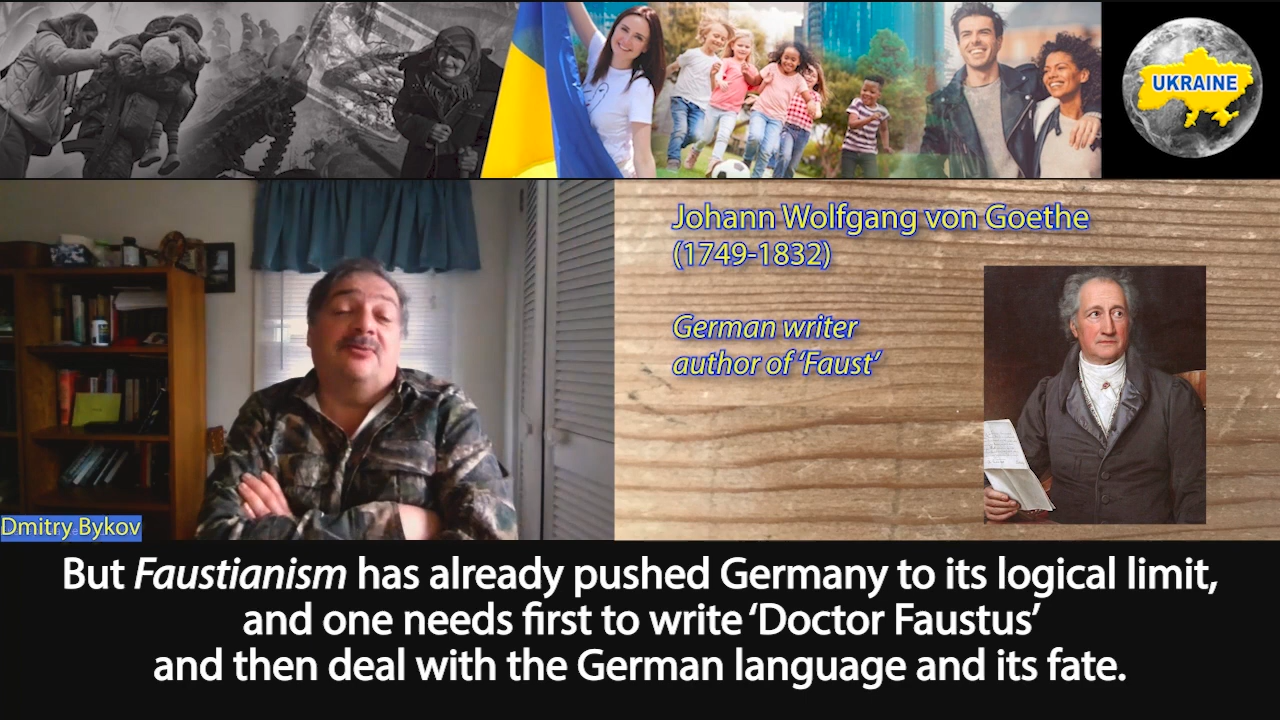 UKRAINE
Johann Wolfgang von Goethe
(1749-1832)
German writer
author of ‘Faust’
Dmitry Bykov
But Faustianism has already pushed Germany to its logical limit,
and one needs first to write ‘Doctor Faustus’
and then deal with the German language and its fate.